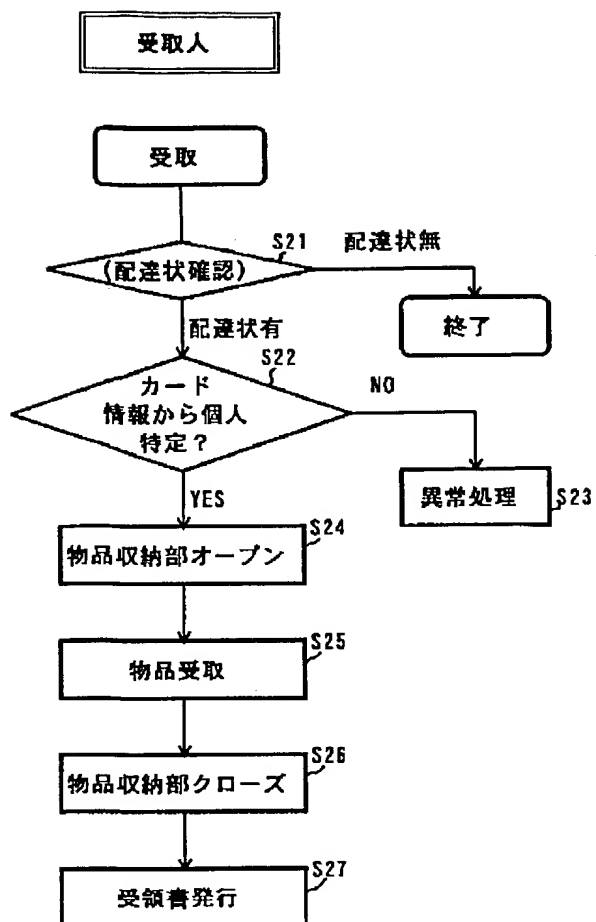 受取人
受取
S21
配達状無
(配達状確認)
終了
配達状有
S22
カード
情報から個人
特定？
NO
異常処理
S23
YES
S24
物品収納部オープン
S25
物品受取
S26
物品収納部クローズ
S27
受領書発行